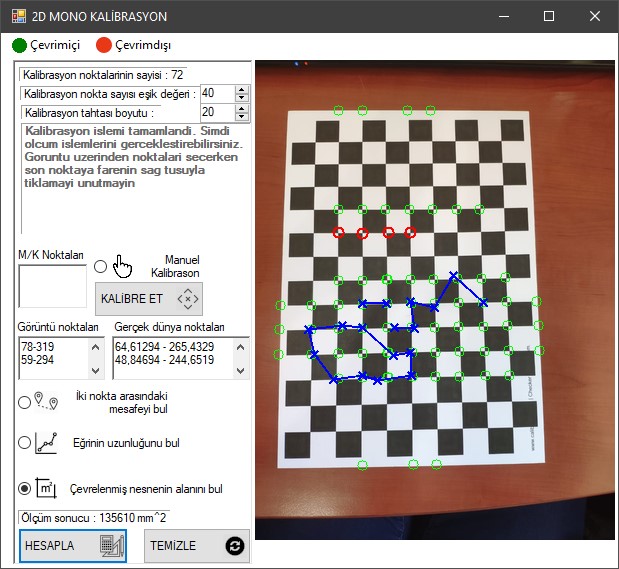 2D MONO KALİBRASYON
Çevrimiçi
Çevrimdışı
Kalibrasyon noktalarinin sayisi : 72
Kalibrasyon nokta sayısı eşik değeri :
40
Kalibrasyon tahtası boyutu :
20
Kalibrasyon islemi tamamlandi. Simdi
olcum islemlerini gerceklestirebilirsiniz.
Goruntu uzerinden noktalari secerken
son noktaya farenin sag tusuyla
tiklamayi unutmayin
M/K Noktaları
Manuel
Kalibrason
KALİBRE ET
Görüntü noktaları
Gerçek dünya noktaları
78-319
59-294
64,61294 - 265,4329
48,84694 - 244,6519
İki nokta arasındaki
mesafeyi bul
Eğrinin uzunluğunu bul
m²
Çevrelenmiş nesnenin alanını bul
Ölçüm sonucu : 135610 mm^2
HESAPLA
TEMİZLE